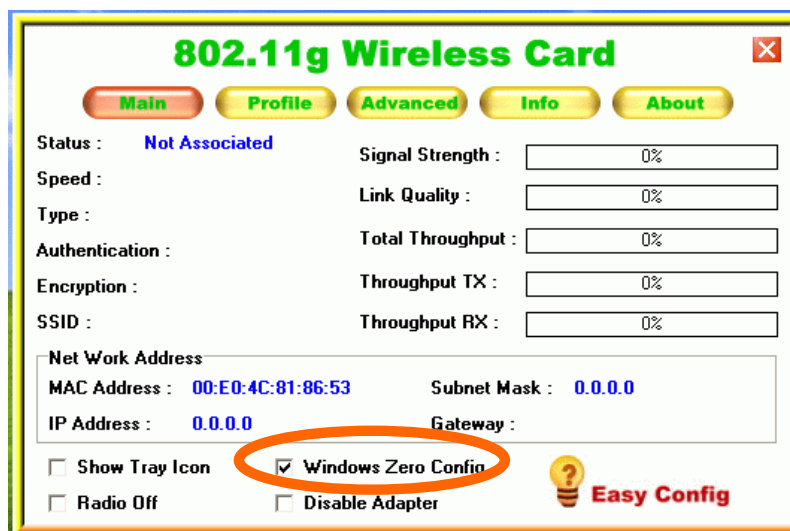 802.11g Wireless Card
Main Profile Advanced Info About
Status : Not Associated
Signal Strength : 0%
Speed :
Link Quality : 0%
Type :
Total Throughput : 0%
Authentication :
Encryption :
Throughput TX : 0%
SSID :
Throughput RX : 0%
Net Work Address
MAC Address : 00:E0:4C:81:86:53 Subnet Mask : 0.0.0.0
IP Address : 0.0.0.0 Gateway :
Show Tray Icon Windows Zero Config
Radio Off Disable Adapter
? Easy Config